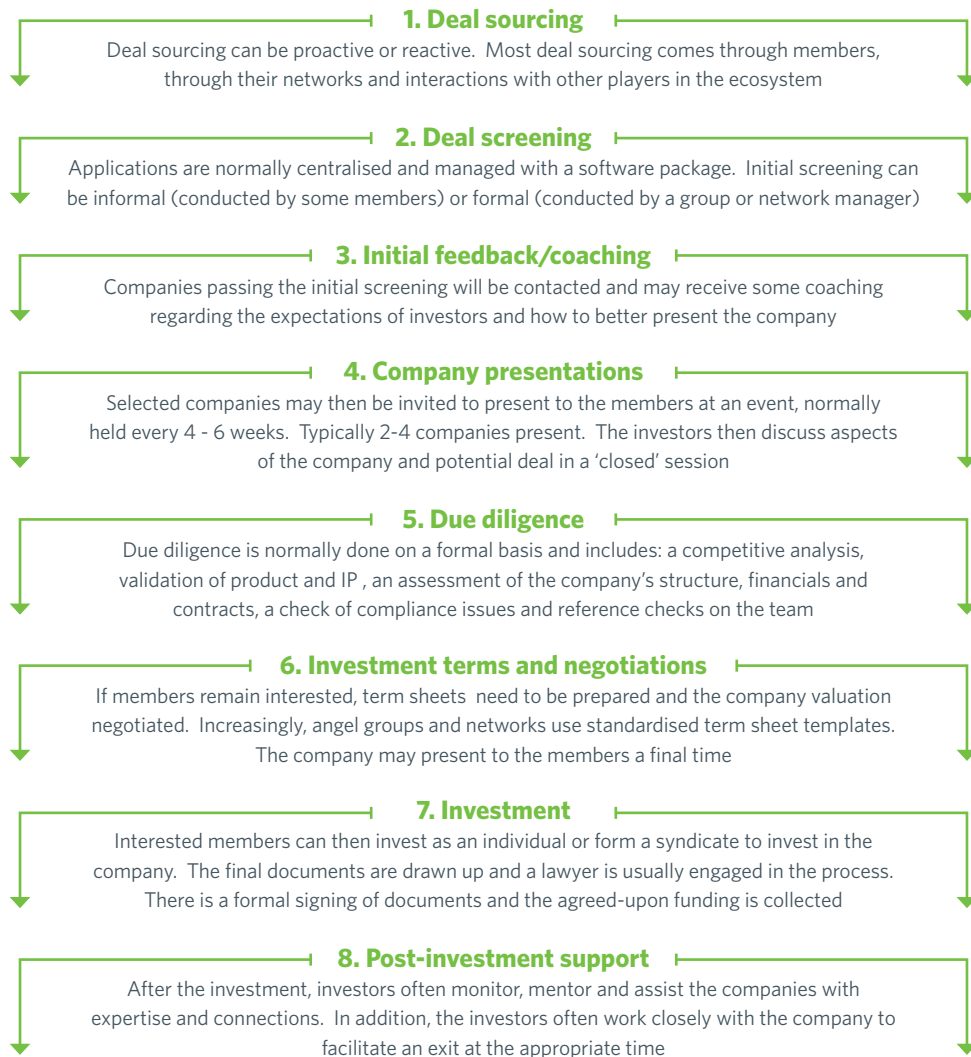 1. Deal sourcing
Deal sourcing can be proactive or reactive.  Most deal sourcing comes through members,
through their networks and interactions with other players in the ecosystem
2. Deal screening
Applications are normally centralised and managed with a software package.  Initial screening can
be informal (conducted by some members) or formal (conducted by a group or network manager)
3. Initial feedback/coaching
Companies passing the initial screening will be contacted and may receive some coaching
regarding the expectations of investors and how to better present the company
4. Company presentations
Selected companies may then be invited to present to the members at an event, normally
held every 4 - 6 weeks.  Typically 2-4 companies present.  The investors then discuss aspects
of the company and potential deal in a ‘closed’ session
5. Due diligence
Due diligence is normally done on a formal basis and includes: a competitive analysis,
validation of product and IP , an assessment of the company’s structure, financials and
contracts, a check of compliance issues and reference checks on the team
6. Investment terms and negotiations
If members remain interested, term sheets  need to be prepared and the company valuation
negotiated.  Increasingly, angel groups and networks use standardised term sheet templates.
The company may present to the members a final time
7. Investment
Interested members can then invest as an individual or form a syndicate to invest in the
company.  The final documents are drawn up and a lawyer is usually engaged in the process.
There is a formal signing of documents and the agreed-upon funding is collected
8. Post-investment support
After the investment, investors often monitor, mentor and assist the companies with
expertise and connections.  In addition, the investors often work closely with the company to
facilitate an exit at the appropriate time